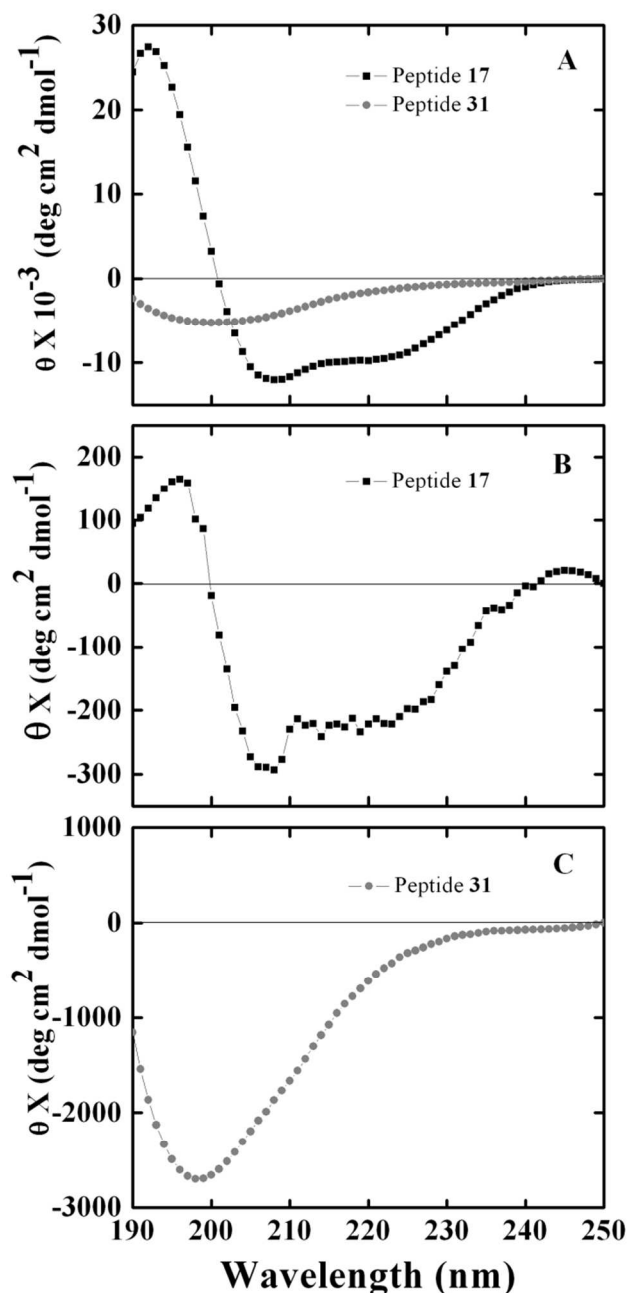 30
A
Peptide 17
Peptide 31
20
10
0
-10
θ X 10⁻³ (deg cm² dmol⁻¹)
200
B
Peptide 17
100
0
-100
-200
-300
θ X (deg cm² dmol⁻¹)
1000
C
Peptide 31
0
-1000
-2000
-3000
θ X (deg cm² dmol⁻¹)
190 200 210 220 230 240 250
Wavelength (nm)